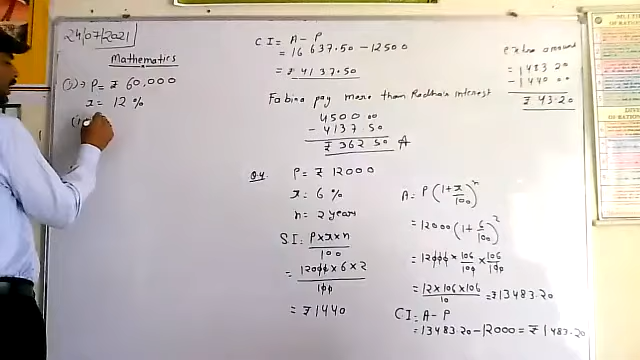 24/07/2021
Mathematics
(5) → P = ₹ 60,000
r = 12 %
(i)
CI = A - P
= 16637.50 - 12500
= ₹ 4137.50
Fabina pay more than Radha in interest
4500 00
- 4137 50
₹ 362 50 A
Q.4 P = ₹ 12000
r = 6 %
n = 2 years
SI = P×r×n / 100
= 12000 × 6 × 2 / 100
= ₹ 1440
A = P (1 + r/100)^n
= 12000 (1 + 6/100)^2
= 12000 × 106/100 × 106/100
= 12×106×106 / 10 = ₹ 13483.20
CI = A - P
= 13483.20 - 12000 = ₹ 1483.20
extra amount
= 1483 20
- 1440 00
₹ 43.20